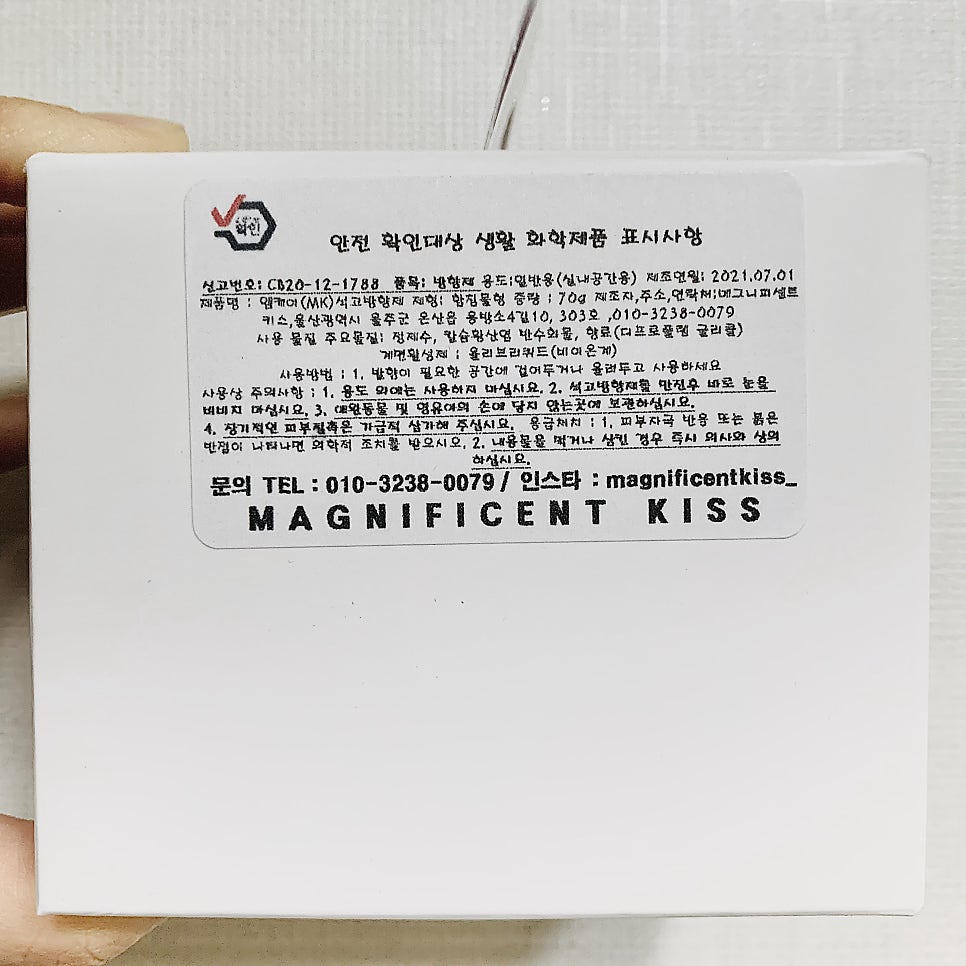 확인
안전 확인대상 생활 화학제품 표시사항
신고번호: CB20-12-1788 품목: 방향제 용도:일반용(실내공간용) 제조연월: 2021.07.01
제품명 : 엠케이(MK)석고방향제 제형: 함침물형 중량 : 70g 제조자,주소,연락처:메그니피센트
키스,울산광역시 울주군 온산읍 용방소4길10, 303호 ,010-3238-0079
사용 물질 주요물질: 정제수, 칼슘황산염 반수화물, 향료(디프로필렌 글리콜)
계면활성제 : 올리브리퀴드(비이온계)
사용방법 : 1. 발향이 필요한 공간에 걸어두거나 올려두고 사용하세요
사용상 주의사항 : 1. 용도 외에는 사용하지 마십시요. 2. 석고방향제를 만진후 바로 눈을
비비지 마십시요. 3. 애완동물 및 영유아의 손에 닿지 않는곳에 보관하십시요.
4. 장기적인 피부접촉은 가급적 삼가해 주십시요. 응급처치 : 1. 피부자극 반응 또는 붉은
반점이 나타나면 의학적 조치를 받으시오. 2. 내용물을 먹거나 삼킨 경우 즉시 의사와 상의
하십시요.
문의 TEL : 010-3238-0079 / 인스타 : magnificentkiss_
MAGNIFICENT KISS